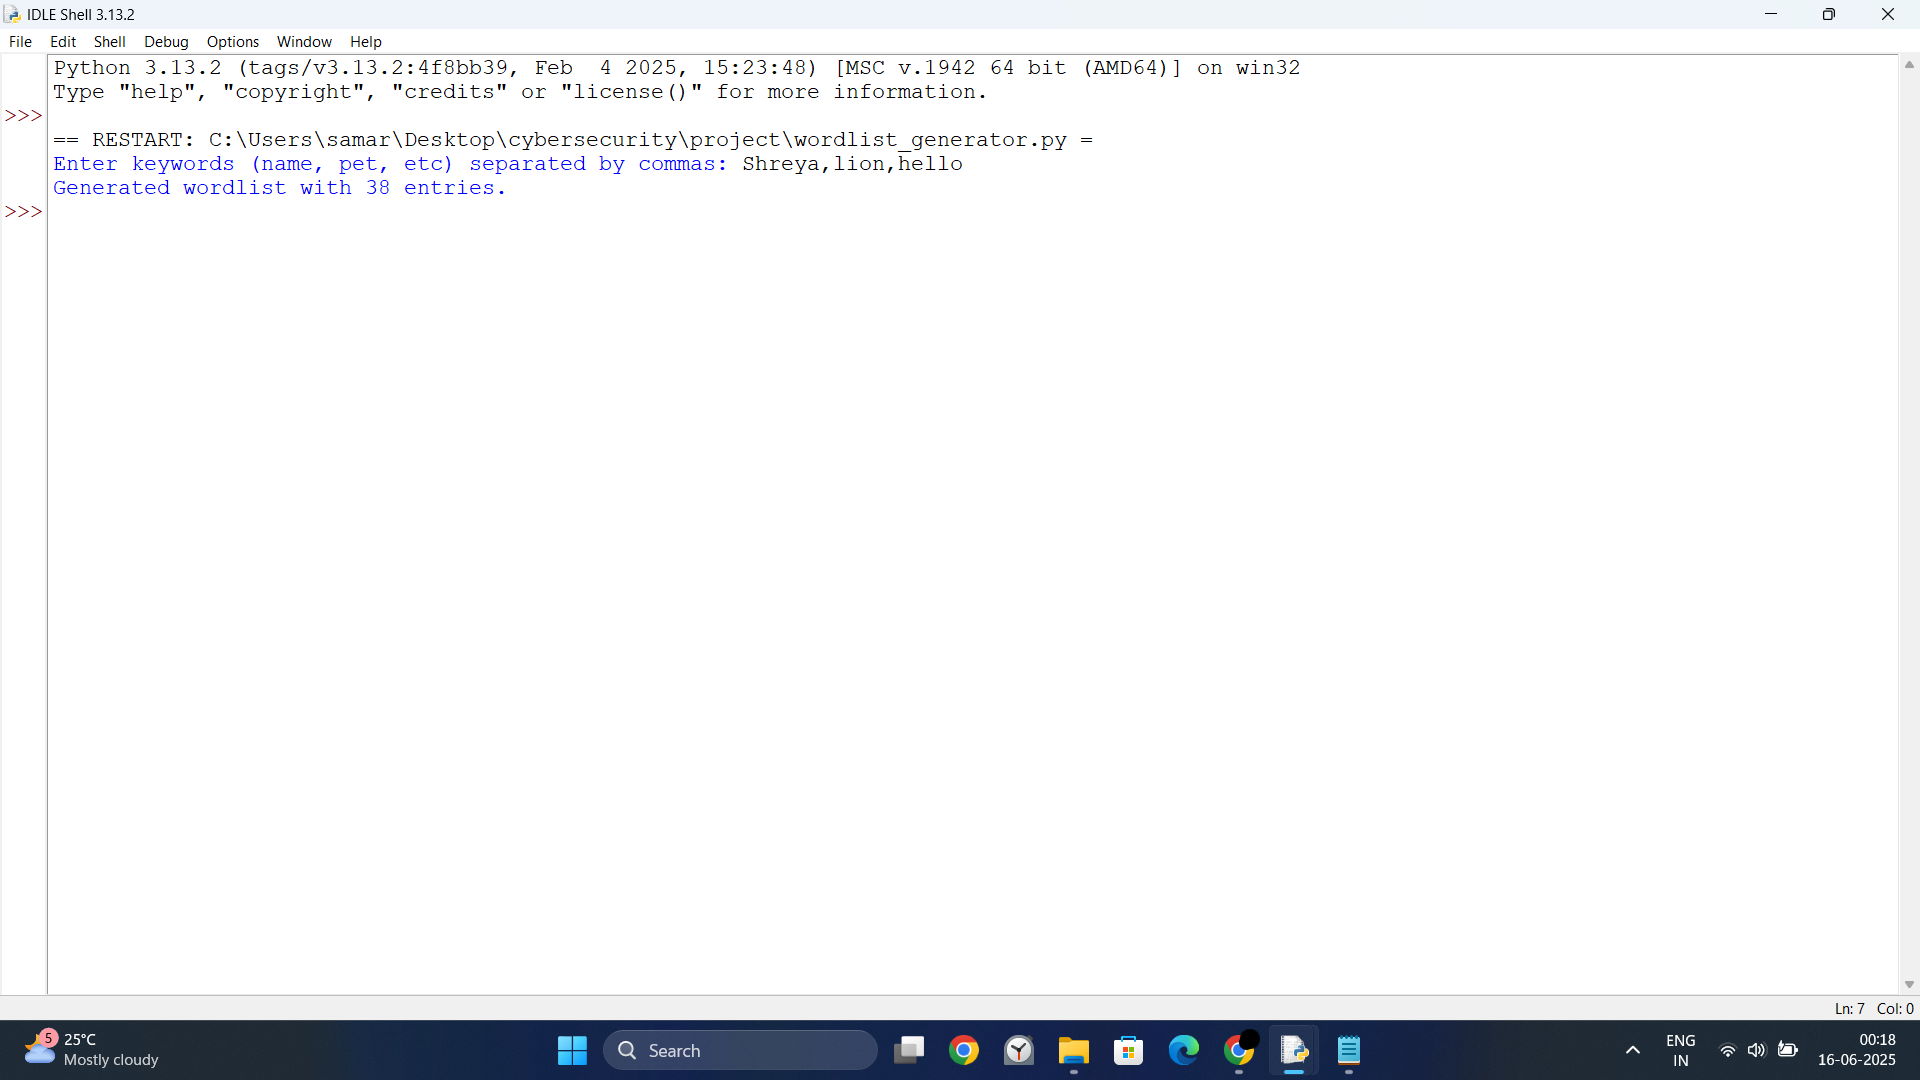 IDLE Shell 3.13.2
File Edit Shell Debug Options Window Help
Python 3.13.2 (tags/v3.13.2:4f8bb39, Feb  4 2025, 15:23:48) [MSC v.1942 64 bit (AMD64)] on win32
Type "help", "copyright", "credits" or "license()" for more information.
>>>
== RESTART: C:\Users\samar\Desktop\cybersecurity\project\wordlist_generator.py =
Enter keywords (name, pet, etc) separated by commas: Shreya,lion,hello
Generated wordlist with 38 entries.
>>>
Ln: 7 Col: 0
5
25°C
Mostly cloudy
Search
ENG
IN
00:18
16-06-2025